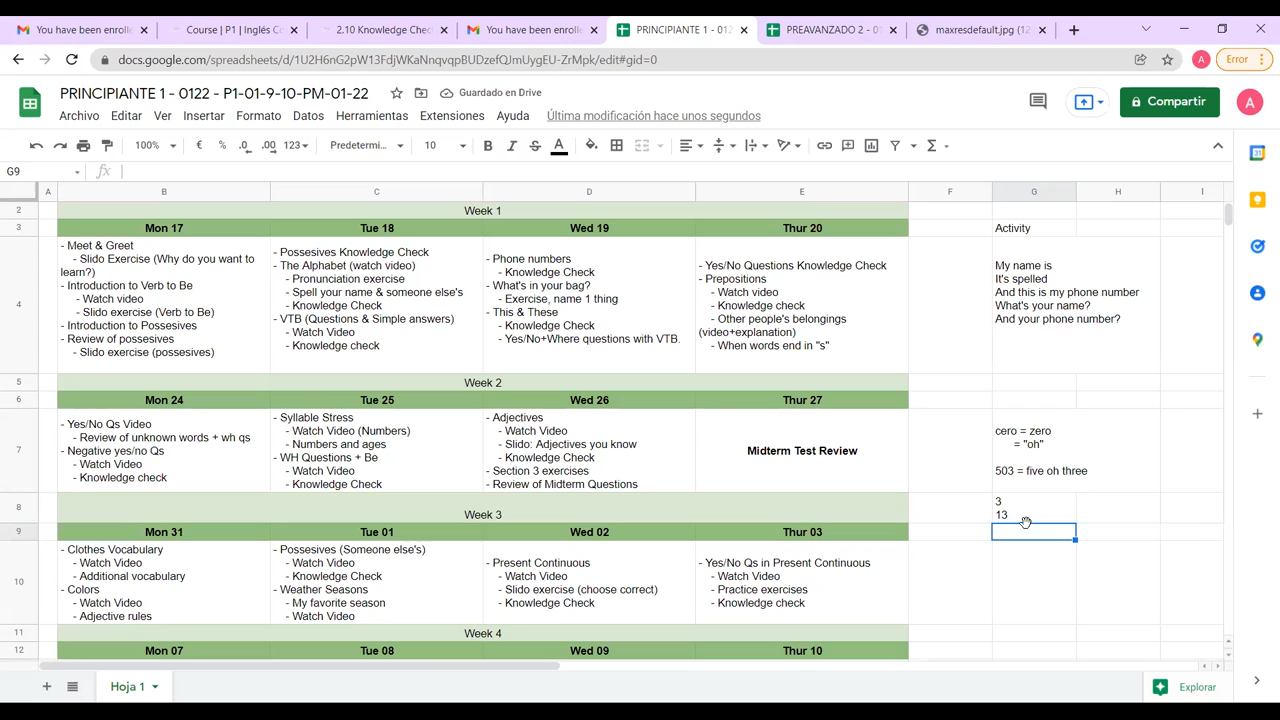 You have been enrolle
Course | P1 | Inglés Ce
2.10 Knowledge Chec
You have been enrolle
PRINCIPIANTE 1 - 012
PREAVANZADO 2 - 0
maxresdefault.jpg (12
docs.google.com/spreadsheets/d/1U2H6nG2pW13FdjWKaNnqvqpBUDzefQJrmUygEU-ZrMpk/edit#gid=0
A
Error
PRINCIPIANTE 1 - 0122 - P1-01-9-10-PM-01-22
Guardado en Drive
Compartir
A
Archivo Editar Ver Insertar Formato Datos Herramientas Extensiones Ayuda Última modificación hace unos segundos
100% € % .0 .00 123 Predetermi... 10 B I S A
G9 fx
A B C D E F G H I
2 Week 1
3 Mon 17 Tue 18 Wed 19 Thur 20 Activity
4
- Meet & Greet
- Slido Exercise (Why do you want to
learn?)
- Introduction to Verb to Be
- Watch video
- Slido exercise (Verb to Be)
- Introduction to Possesives
- Review of possesives
- Slido exercise (possesives)
- Possesives Knowledge Check
- The Alphabet (watch video)
- Pronunciation exercise
- Spell your name & someone else's
- Knowledge Check
- VTB (Questions & Simple answers)
- Watch Video
- Knowledge check
- Phone numbers
- Knowledge Check
- What's in your bag?
- Exercise, name 1 thing
- This & These
- Knowledge Check
- Yes/No+Where questions with VTB.
- Yes/No Questions Knowledge Check
- Prepositions
- Watch video
- Knowledge check
- Other people's belongings
(video+explanation)
- When words end in "s"
My name is
It's spelled
And this is my phone number
What's your name?
And your phone number?
5 Week 2
6 Mon 24 Tue 25 Wed 26 Thur 27
7
- Yes/No Qs Video
- Review of unknown words + wh qs
- Negative yes/no Qs
- Watch Video
- Knowledge check
- Syllable Stress
- Watch Video (Numbers)
- Numbers and ages
- WH Questions + Be
- Watch Video
- Knowledge Check
- Adjectives
- Watch Video
- Slido: Adjectives you know
- Knowledge Check
- Section 3 exercises
- Review of Midterm Questions
Midterm Test Review
cero = zero
= "oh"
503 = five oh three
8 Week 3
3
13
9 Mon 31 Tue 01 Wed 02 Thur 03
10
- Clothes Vocabulary
- Watch Video
- Additional vocabulary
- Colors
- Watch Video
- Adjective rules
- Possesives (Someone else's)
- Watch Video
- Knowledge Check
- Weather Seasons
- My favorite season
- Watch Video
- Present Continuous
- Watch Video
- Slido exercise (choose correct)
- Knowledge Check
- Yes/No Qs in Present Continuous
- Watch Video
- Practice exercises
- Knowledge check
11 Week 4
12 Mon 07 Tue 08 Wed 09 Thur 10
Hoja 1
Explorar